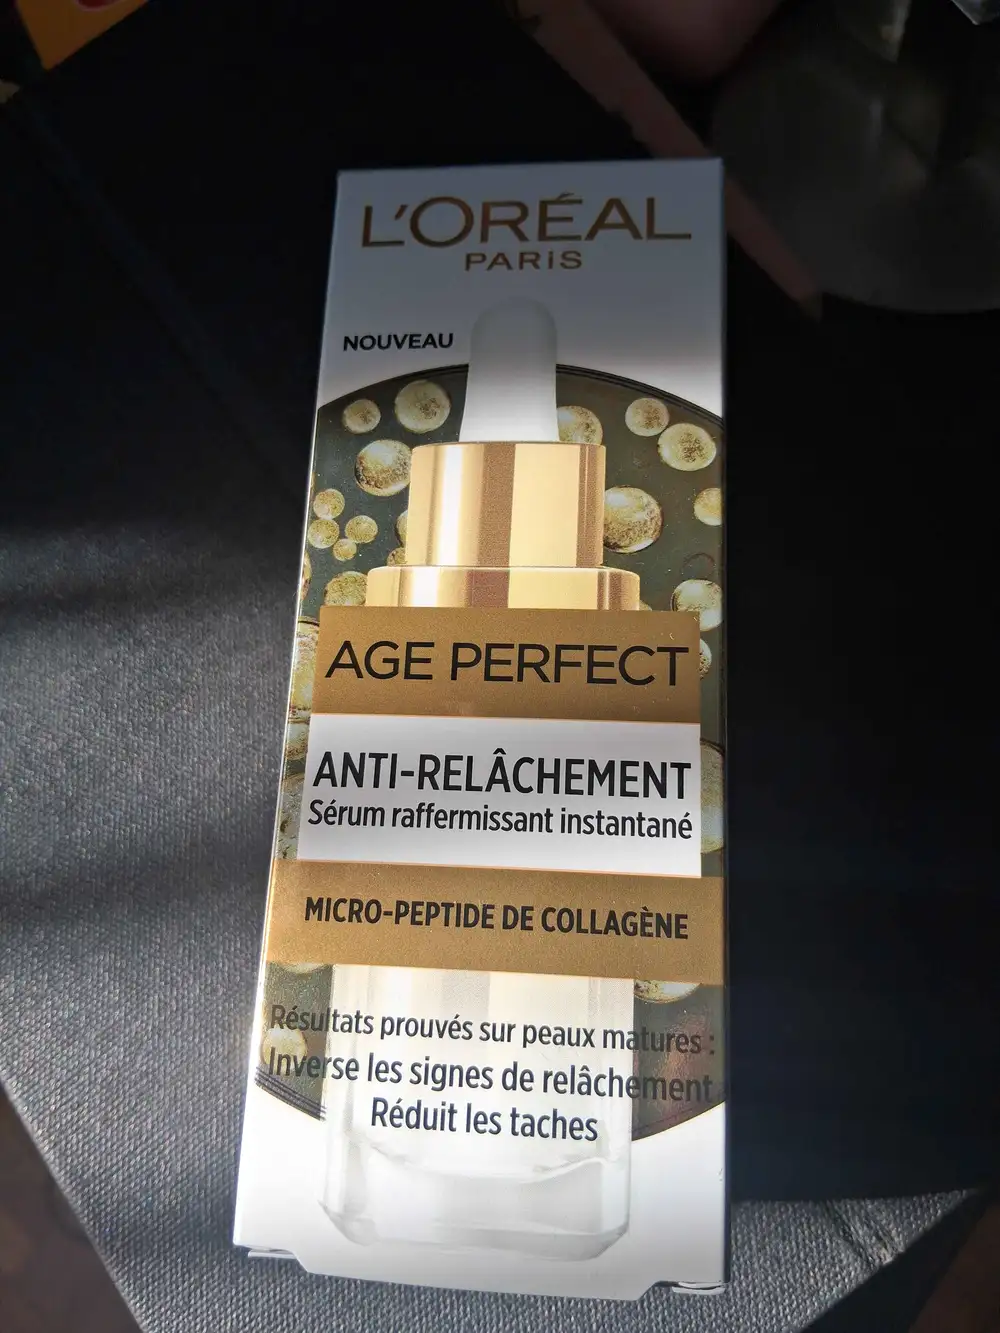 L'ORÉAL
PARIS
NOUVEAU
AGE PERFECT
ANTI-RELÂCHEMENT
Sérum raffermissant instantané
MICRO-PEPTIDE DE COLLAGÈNE
Résultats prouvés sur peaux matures :
Inverse les signes de relâchement
Réduit les taches